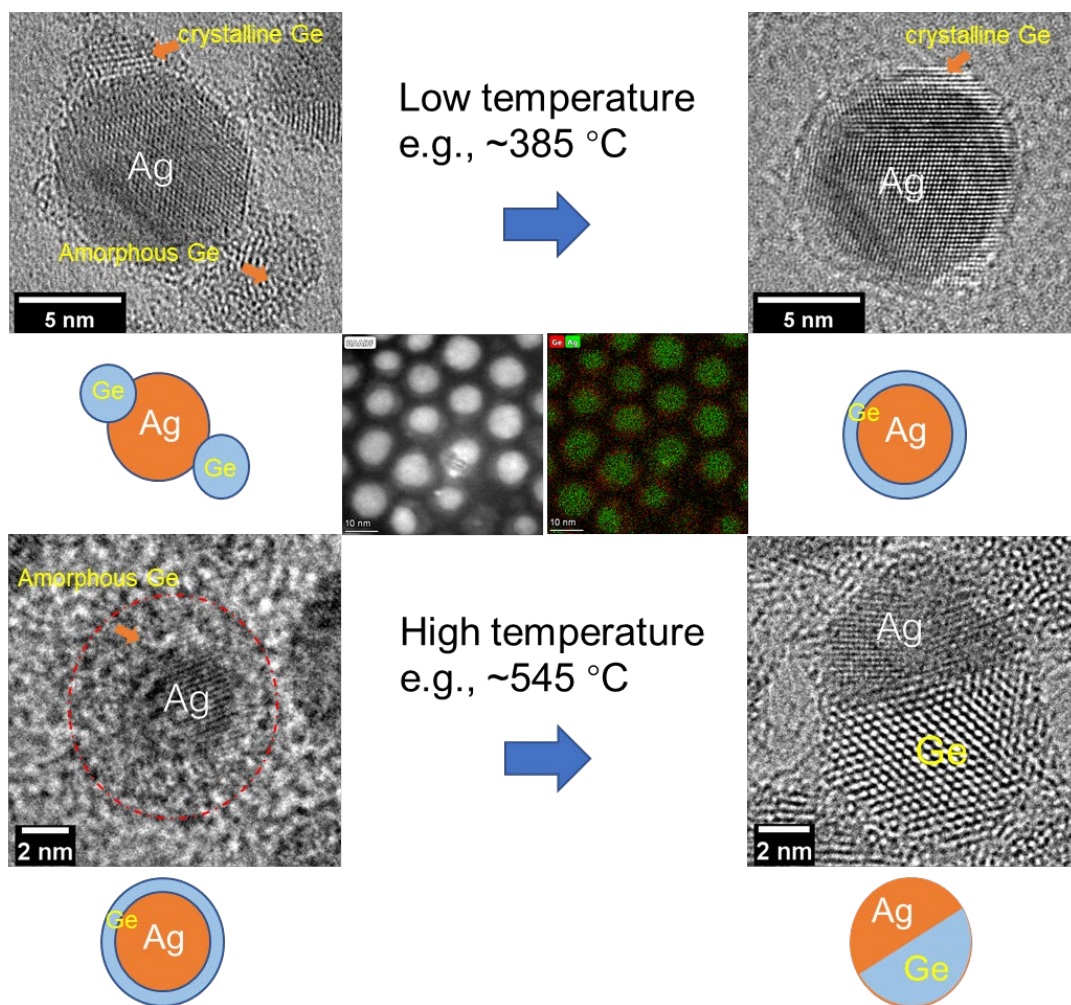 crystalline Ge
Ag
Amorphous Ge
5 nm
Low temperature
e.g., ~385 °C
crystalline Ge
Ag
5 nm
Ge
Ag
Ge
HAADF
10 nm
Ge Ag
10 nm
Ge
Ag
Amorphous Ge
Ag
2 nm
High temperature
e.g., ~545 °C
Ag
Ge
2 nm
Ge
Ag
Ag
Ge